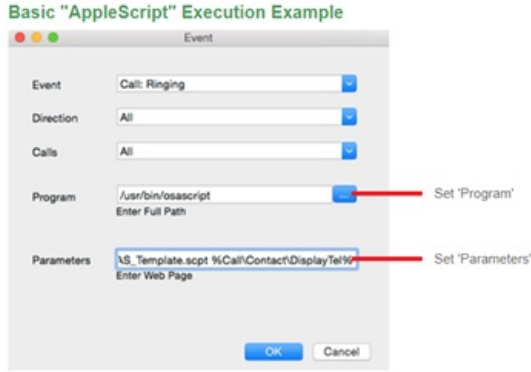 Basic "AppleScript" Execution Example
Event
Event Call: Ringing
Direction All
Calls All
Program /usr/bin/osascript ... Set 'Program'
Enter Full Path
Parameters \S_Template.scpt %Call\Contact\DisplayTel% Set 'Parameters'
Enter Web Page
OK Cancel